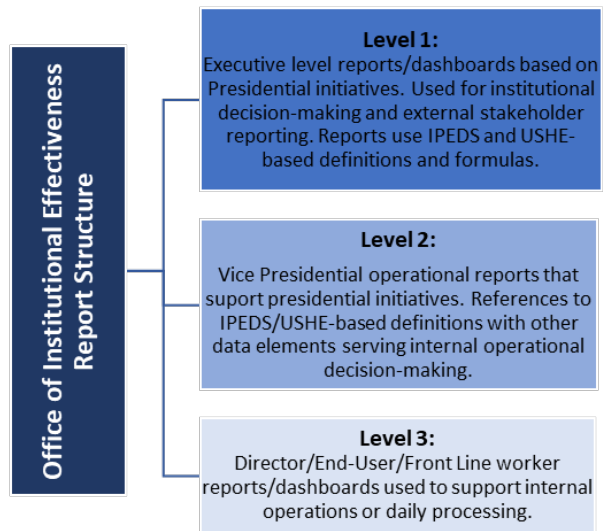 Office of Institutional Effectiveness
Report Structure
Level 1:
Executive level reports/dashboards based on
Presidential initiatives. Used for institutional
decision-making and external stakeholder
reporting. Reports use IPEDS and USHE-
based definitions and formulas.
Level 2:
Vice Presidential operational reports that
suport presidential initiatives. References to
IPEDS/USHE-based definitions with other
data elements serving internal operational
decision-making.
Level 3:
Director/End-User/Front Line worker
reports/dashboards used to support internal
operations or daily processing.